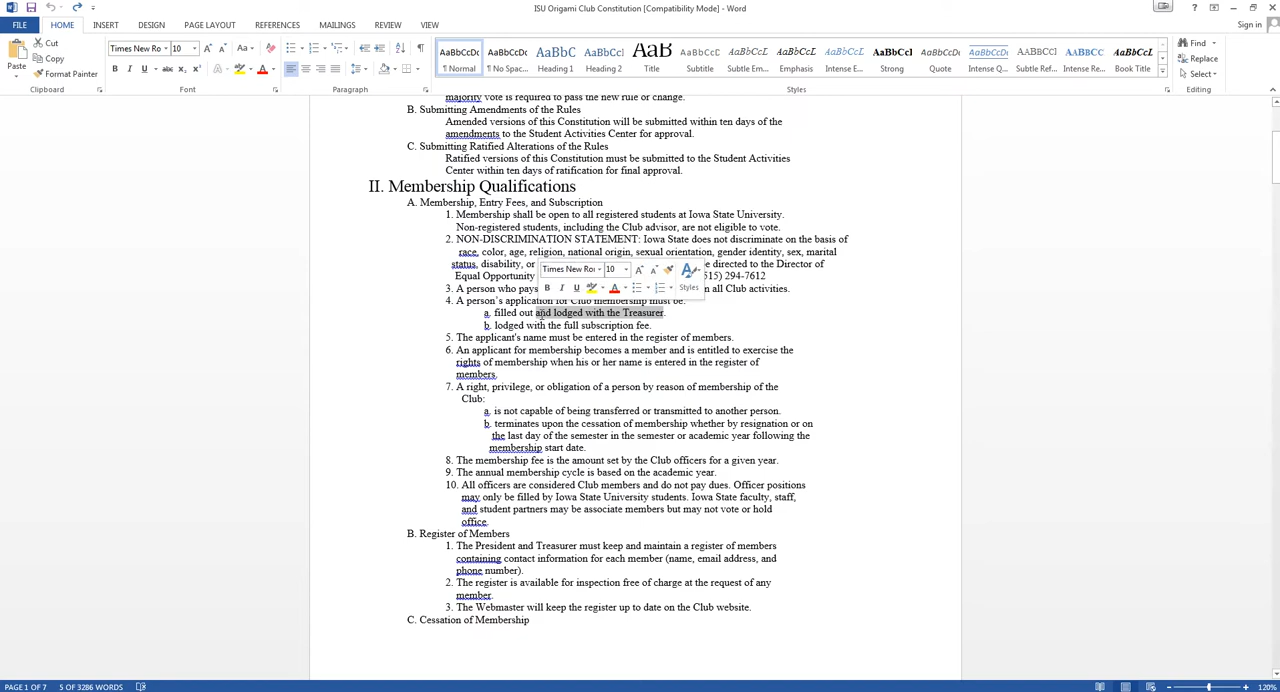 ISU Origami Club Constitution [Compatibility Mode] - Word
Sign in
FILE HOME INSERT DESIGN PAGE LAYOUT REFERENCES MAILINGS REVIEW VIEW
Paste
Cut
Copy
Format Painter
Clipboard
Times New Ro 10
Font
Paragraph
AaBbCcDc AaBbCcDc AaBbC AaBbCc AaB AaBbCcD AaBbCcDc AaBbCcDc AaBbCcDc AaBbCcl AaBbCcDc AaBbCcDc AABBCCD AABBCC AaBbCcl
¶ Normal ¶ No Spac... Heading 1 Heading 2 Title Subtitle Subtle Em... Emphasis Intense E... Strong Quote Intense Q... Subtle Ref... Intense Re... Book Title
Styles
Find
Replace
Select
Editing
majority vote is required to pass the new rule or change.
B. Submitting Amendments of the Rules
Amended versions of this Constitution will be submitted within ten days of the
amendments to the Student Activities Center for approval.
C. Submitting Ratified Alterations of the Rules
Ratified versions of this Constitution must be submitted to the Student Activities
Center within ten days of ratification for final approval.
II. Membership Qualifications
A. Membership, Entry Fees, and Subscription
1. Membership shall be open to all registered students at Iowa State University.
Non-registered students, including the Club advisor, are not eligible to vote.
2. NON-DISCRIMINATION STATEMENT: Iowa State does not discriminate on the basis of
race, color, age, religion, national origin, sexual orientation, gender identity, sex, marital
status, disability, or be directed to the Director of
Equal Opportunity 515) 294-7612
3. A person who pays n all Club activities.
4. A person's application for Club membership must be:
a. filled out and lodged with the Treasurer.
b. lodged with the full subscription fee.
5. The applicant's name must be entered in the register of members.
6. An applicant for membership becomes a member and is entitled to exercise the
rights of membership when his or her name is entered in the register of
members.
7. A right, privilege, or obligation of a person by reason of membership of the
Club:
a. is not capable of being transferred or transmitted to another person.
b. terminates upon the cessation of membership whether by resignation or on
the last day of the semester in the semester or academic year following the
membership start date.
8. The membership fee is the amount set by the Club officers for a given year.
9. The annual membership cycle is based on the academic year.
10. All officers are considered Club members and do not pay dues. Officer positions
may only be filled by Iowa State University students. Iowa State faculty, staff,
and student partners may be associate members but may not vote or hold
office.
B. Register of Members
1. The President and Treasurer must keep and maintain a register of members
containing contact information for each member (name, email address, and
phone number).
2. The register is available for inspection free of charge at the request of any
member.
3. The Webmaster will keep the register up to date on the Club website.
C. Cessation of Membership
Times New Roi 10
Styles
PAGE 1 OF 7 5 OF 3286 WORDS
120%